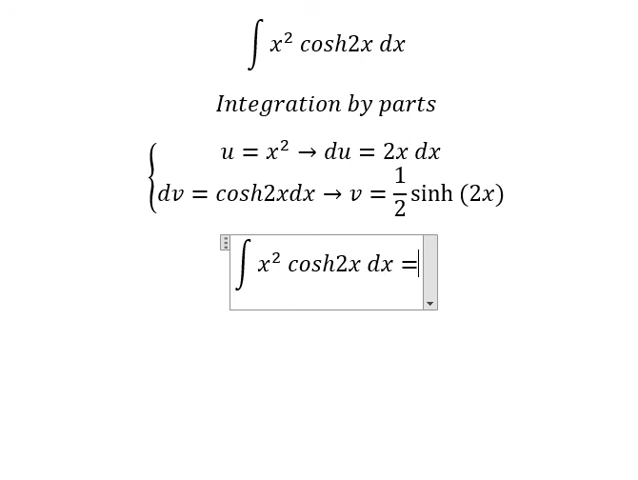 ∫ x² cosh2x dx
Integration by parts
u = x² → du = 2x dx
dv = cosh2xdx → v = 1/2 sinh (2x)
∫ x² cosh2x dx =